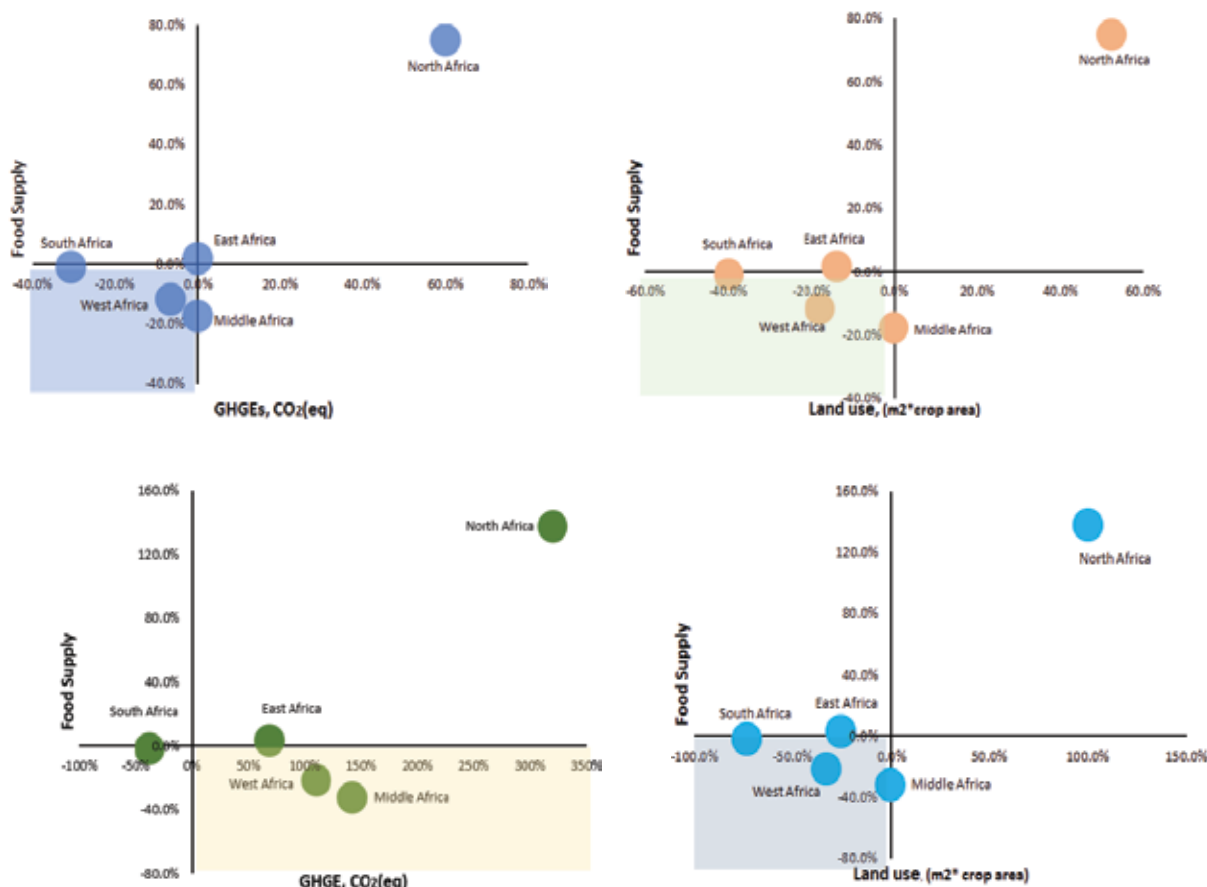 80.0%
North Africa
60.0%
40.0%
20.0%
Food Supply
South Africa
East Africa
0.0%
-40.0%
-20.0%
0.0%
20.0%
40.0%
60.0%
80.0%
West Africa
-20.0%
Middle Africa
-40.0%
GHGEs, CO2(eq)
80.0%
North Africa
60.0%
40.0%
20.0%
Food Supply
South Africa
East Africa
0.0%
-60.0%
-40.0%
-20.0%
0.0%
20.0%
40.0%
60.0%
West Africa
-20.0%
Middle Africa
-40.0%
Land use, (m2*crop area)
160.0%
North Africa
120.0%
80.0%
40.0%
Food Supply
South Africa
East Africa
0.0%
-100%
-50%
0%
50%
100%
150%
200%
250%
300%
350%
West Africa
Middle Africa
-40.0%
-80.0%
GHGE, CO2(eq)
160.0%
North Africa
120.0%
80.0%
40.0%
Food Supply
South Africa
East Africa
0.0%
-100.0%
-50.0%
0.0%
50.0%
100.0%
150.0%
West Africa
Middle Africa
-40.0%
-80.0%
Land use, (m2* crop area)